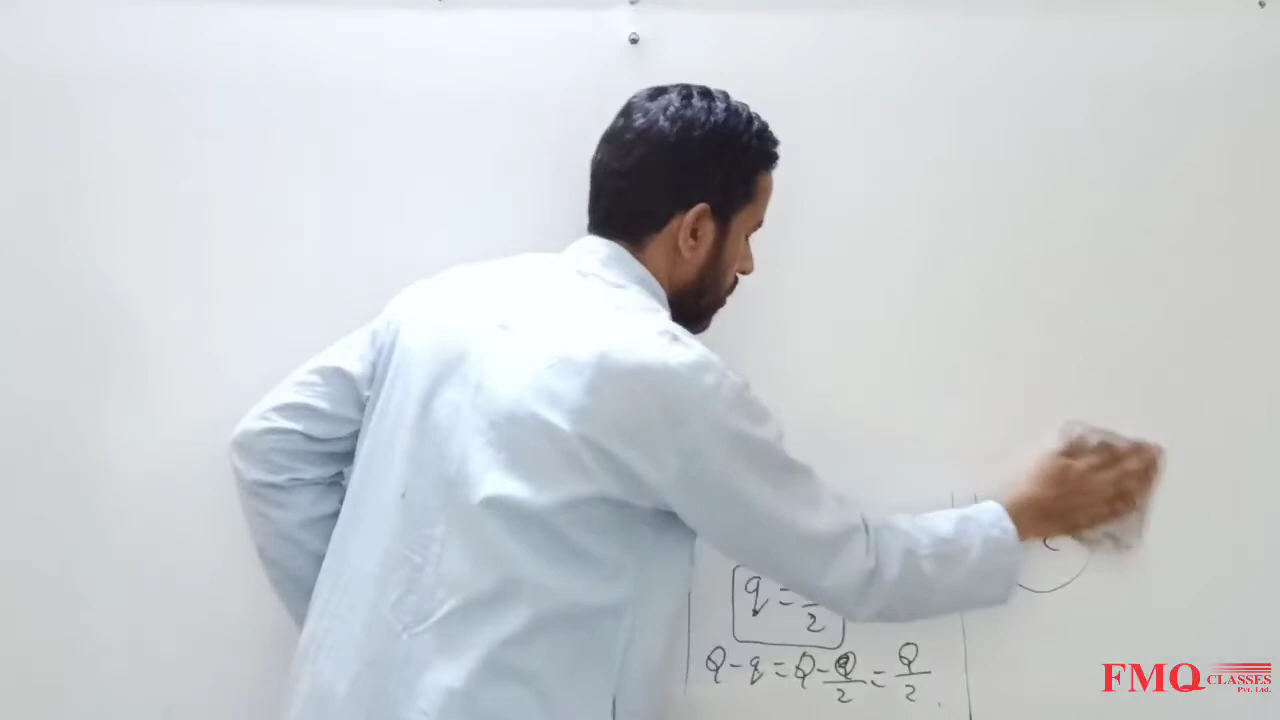 c
q = /2
Q - q = Q - Q/2 = Q/2
FMQ CLASSES
Pvt. Ltd.